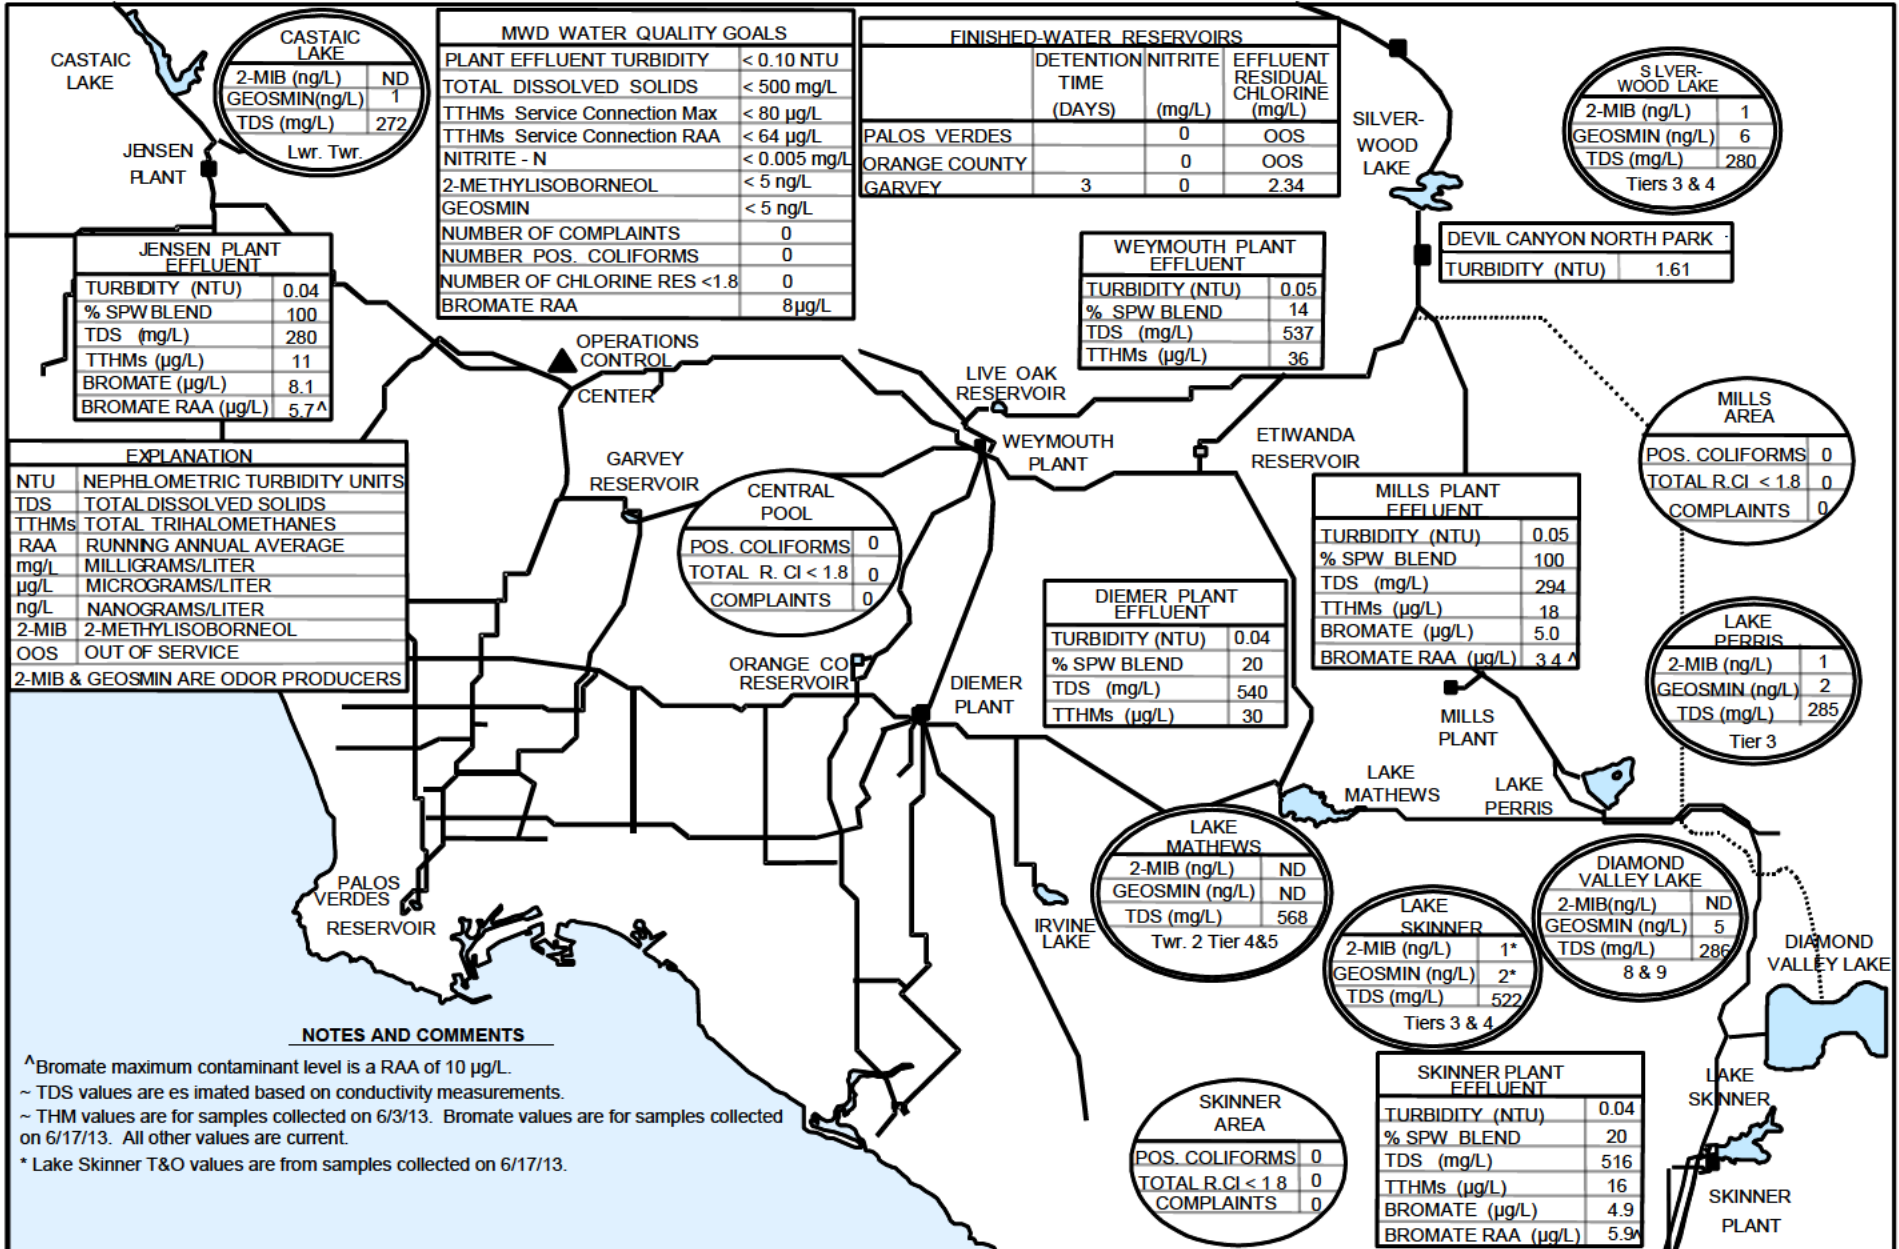 CASTAIC
LAKE
CASTAIC
LAKE
2-MIB (ng/L) ND
GEOSMIN(ng/L) 1
TDS (mg/L) 272
Lwr. Twr.
JENSEN
PLANT
MWD WATER QUALITY GOALS
PLANT EFFLUENT TURBIDITY < 0.10 NTU
TOTAL DISSOLVED SOLIDS < 500 mg/L
TTHMs Service Connection Max < 80 µg/L
TTHMs Service Connection RAA < 64 µg/L
NITRITE - N < 0.005 mg/L
2-METHYLISOBORNEOL < 5 ng/L
GEOSMIN < 5 ng/L
NUMBER OF COMPLAINTS 0
NUMBER POS. COLIFORMS 0
NUMBER OF CHLORINE RES <1.8 0
BROMATE RAA 8µg/L
FINISHED-WATER RESERVOIRS
DETENTION NITRITE EFFLUENT
TIME RESIDUAL
CHLORINE
(DAYS) (mg/L) (mg/L)
PALOS VERDES 0 OOS
ORANGE COUNTY 0 OOS
GARVEY 3 0 2.34
SILVER-
WOOD
LAKE
S LVER-
WOOD LAKE
2-MIB (ng/L) 1
GEOSMIN (ng/L) 6
TDS (mg/L) 280
Tiers 3 & 4
DEVIL CANYON NORTH PARK
TURBIDITY (NTU) 1.61
JENSEN PLANT
EFFLUENT
TURBIDITY (NTU) 0.04
% SPW BLEND 100
TDS (mg/L) 280
TTHMs (µg/L) 11
BROMATE (µg/L) 8.1
BROMATE RAA (µg/L) 5.7^
WEYMOUTH PLANT
EFFLUENT
TURBIDITY (NTU) 0.05
% SPW BLEND 14
TDS (mg/L) 537
TTHMs (µg/L) 36
OPERATIONS
CONTROL
CENTER
LIVE OAK
RESERVOIR
WEYMOUTH
PLANT
ETIWANDA
RESERVOIR
GARVEY
RESERVOIR
MILLS
AREA
POS. COLIFORMS 0
TOTAL R.Cl < 1.8 0
COMPLAINTS 0
EXPLANATION
NTU NEPHELOMETRIC TURBIDITY UNITS
TDS TOTAL DISSOLVED SOLIDS
TTHMs TOTAL TRIHALOMETHANES
RAA RUNNING ANNUAL AVERAGE
mg/L MILLIGRAMS/LITER
µg/L MICROGRAMS/LITER
ng/L NANOGRAMS/LITER
2-MIB 2-METHYLISOBORNEOL
OOS OUT OF SERVICE
2-MIB & GEOSMIN ARE ODOR PRODUCERS
CENTRAL
POOL
POS. COLIFORMS 0
TOTAL R. Cl < 1.8 0
COMPLAINTS 0
MILLS PLANT
EFFLUENT
TURBIDITY (NTU) 0.05
% SPW BLEND 100
TDS (mg/L) 294
TTHMs (µg/L) 18
BROMATE (µg/L) 5.0
BROMATE RAA (µg/L) 3 4 ^
DIEMER PLANT
EFFLUENT
TURBIDITY (NTU) 0.04
% SPW BLEND 20
TDS (mg/L) 540
TTHMs (µg/L) 30
LAKE
PERRIS
2-MIB (ng/L) 1
GEOSMIN (ng/L) 2
TDS (mg/L) 285
Tier 3
ORANGE CO
RESERVOIR
DIEMER
PLANT
MILLS
PLANT
LAKE
MATHEWS
LAKE
PERRIS
LAKE
MATHEWS
2-MIB (ng/L) ND
GEOSMIN (ng/L) ND
TDS (mg/L) 568
Twr. 2 Tier 4&5
DIAMOND
VALLEY LAKE
2-MIB(ng/L) ND
GEOSMIN (ng/L) 5
TDS (mg/L) 286
8 & 9
PALOS
VERDES
RESERVOIR
IRVINE
LAKE
LAKE
SKINNER
2-MIB (ng/L) 1*
GEOSMIN (ng/L) 2*
TDS (mg/L) 522
Tiers 3 & 4
DIAMOND
VALLEY LAKE
NOTES AND COMMENTS
^Bromate maximum contaminant level is a RAA of 10 µg/L.
~ TDS values are es imated based on conductivity measurements.
~ THM values are for samples collected on 6/3/13. Bromate values are for samples collected
on 6/17/13. All other values are current.
* Lake Skinner T&O values are from samples collected on 6/17/13.
SKINNER
AREA
POS. COLIFORMS 0
TOTAL R.Cl < 1 8 0
COMPLAINTS 0
SKINNER PLANT
EFFLUENT
TURBIDITY (NTU) 0.04
% SPW BLEND 20
TDS (mg/L) 516
TTHMs (µg/L) 16
BROMATE (µg/L) 4.9
BROMATE RAA (µg/L) 5.9^
LAKE
SKINNER
SKINNER
PLANT